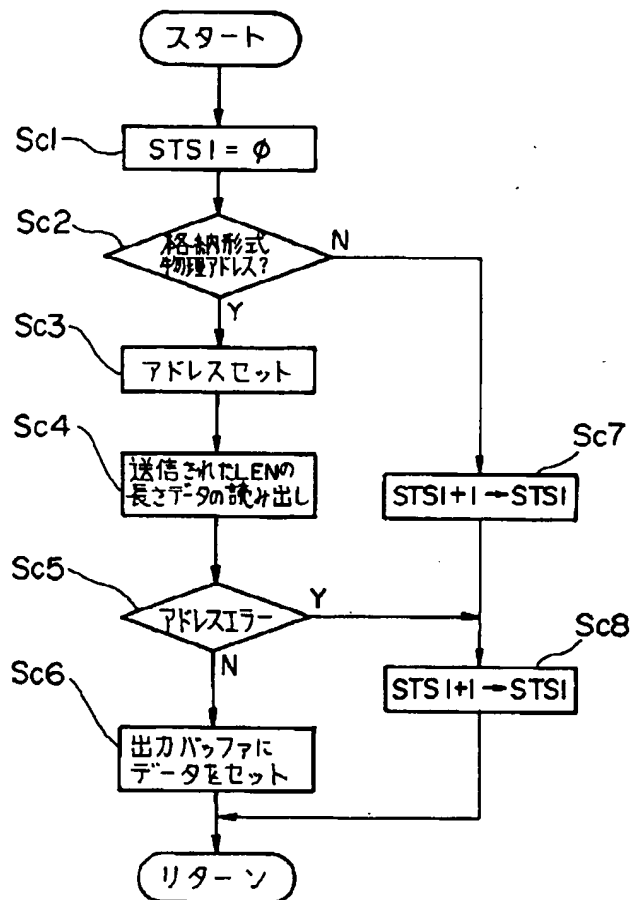 スタート
Sc1
STS1 = φ
Sc2
格納形式
物理アドレス?
N
Y
Sc3
アドレスセット
Sc4
送信されたLENの
長さデータの読み出し
Sc7
STS1+1→STS1
Sc5
アドレスエラー
Y
N
Sc8
STS1+1→STS1
Sc6
出力バッファに
データをセット
リターン